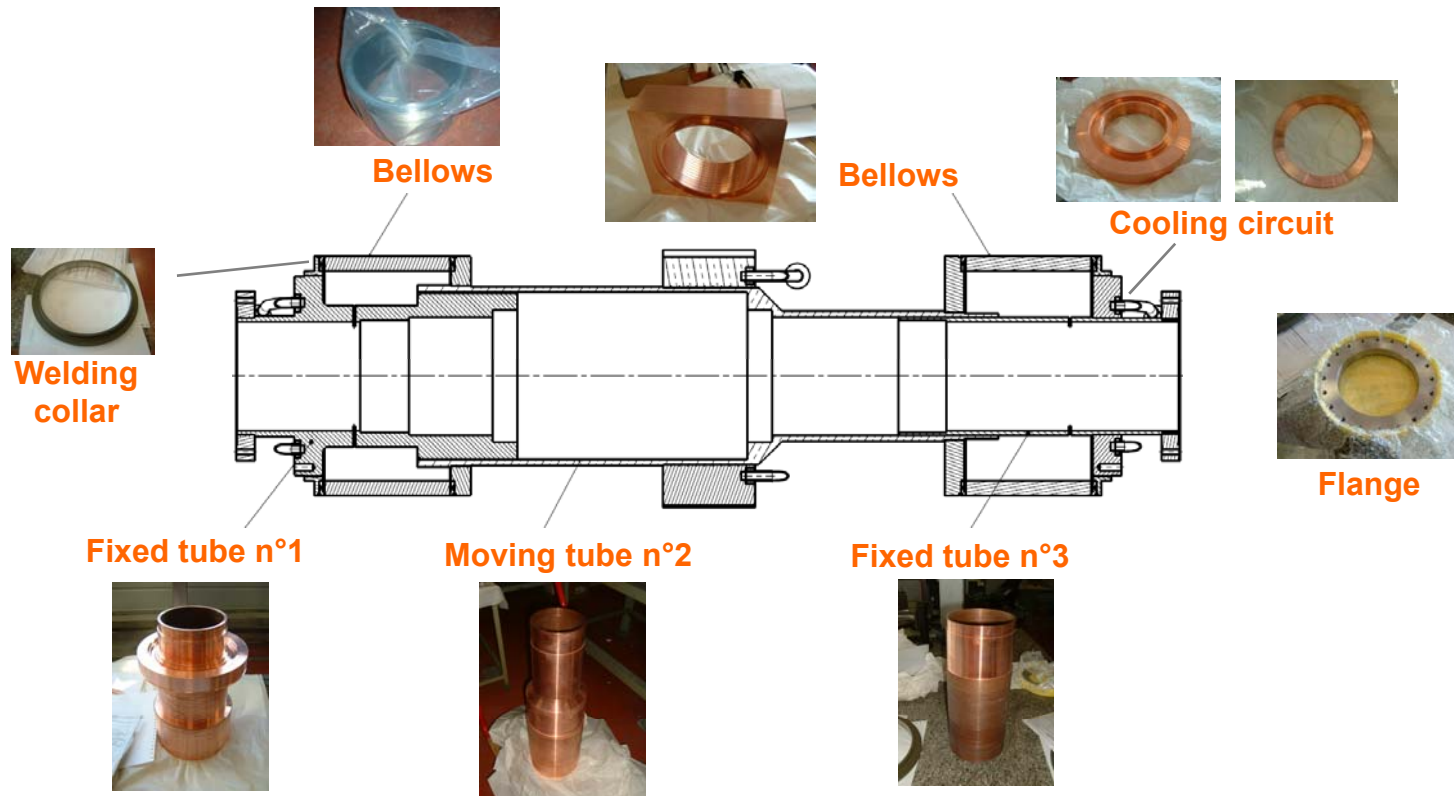 Bellows
Bellows
Cooling circuit
Welding
collar
Flange
Fixed tube n°1
Moving tube n°2
Fixed tube n°3